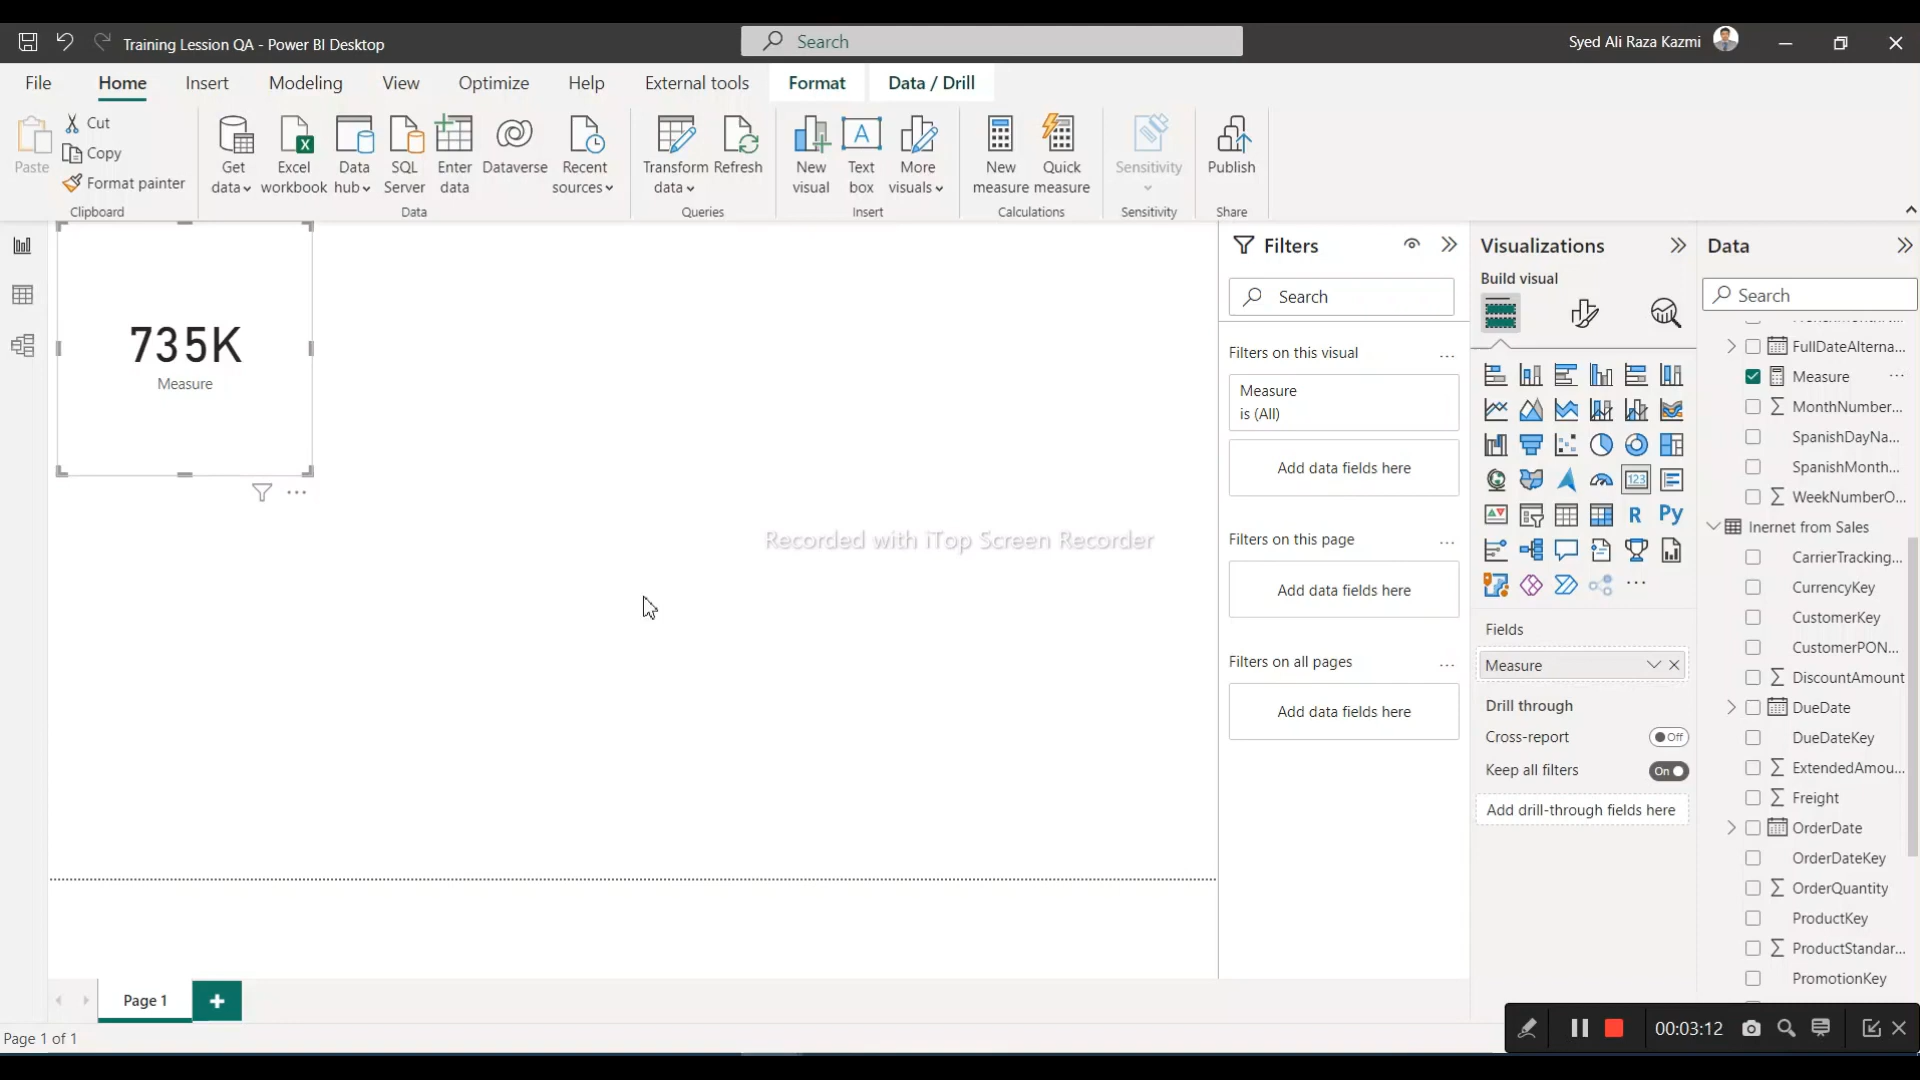 Training Lession QA - Power BI Desktop
Search
Syed Ali Raza Kazmi
File
Home
Insert
Modeling
View
Optimize
Help
External tools
Format
Data / Drill
Paste
Cut
Copy
Format painter
Clipboard
Get
data
Excel
workbook
Data
hub
SQL
Server
Enter
data
Dataverse
Recent
sources
Data
Transform
data
Refresh
Queries
New
visual
Text
box
More
visuals
Insert
New
measure
Quick
measure
Calculations
Sensitivity
Sensitivity
Publish
Share
735K
Measure
Recorded with iTop Screen Recorder
Filters
Search
Filters on this visual
...
Measure
is (All)
Add data fields here
Filters on this page
...
Add data fields here
Filters on all pages
...
Add data fields here
Visualizations
Build visual
123
R
Py
...
Fields
Measure
Drill through
Cross-report
Off
Keep all filters
On
Add drill-through fields here
Data
Search
FullDateAlterna...
Measure
...
MonthNumber...
SpanishDayNa...
SpanishMonth...
WeekNumberO...
Inernet from Sales
CarrierTracking...
CurrencyKey
CustomerKey
CustomerPON...
DiscountAmount
DueDate
DueDateKey
ExtendedAmou...
Freight
OrderDate
OrderDateKey
OrderQuantity
ProductKey
ProductStandar...
PromotionKey
Page 1
Page 1 of 1
00:03:12